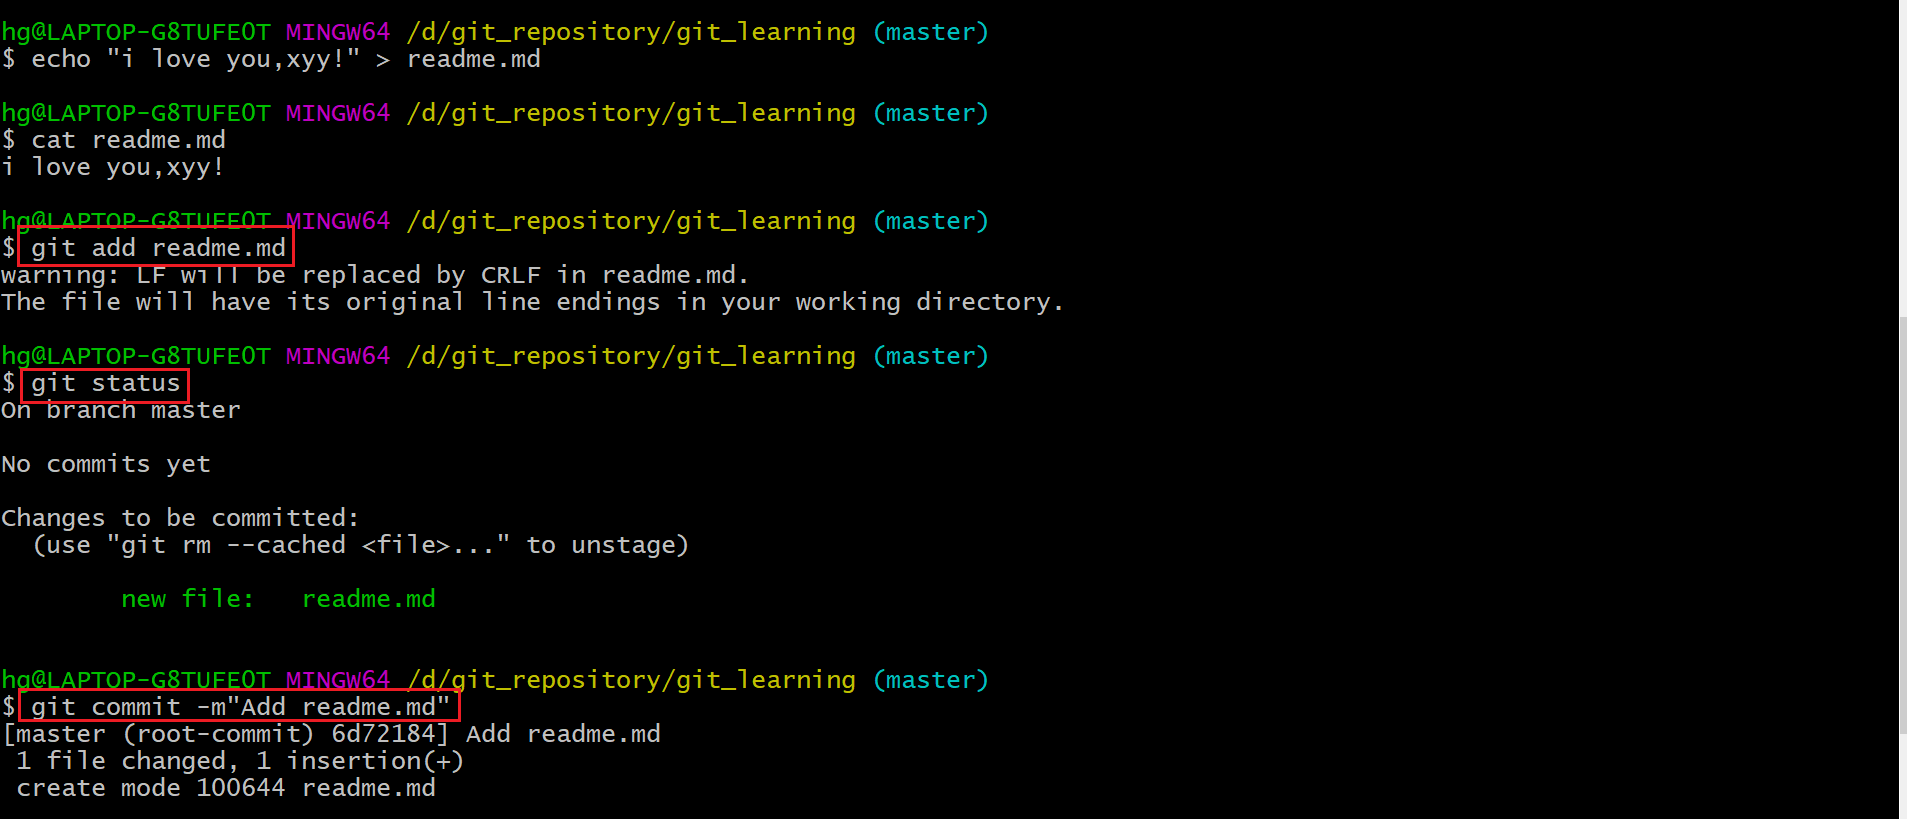 hg@LAPTOP-G8TUFE0T MINGW64 /d/git_repository/git_learning (master)
$ echo "i love you,xyy!" > readme.md
hg@LAPTOP-G8TUFE0T MINGW64 /d/git_repository/git_learning (master)
$ cat readme.md
i love you,xyy!
hg@LAPTOP-G8TUFE0T MINGW64 /d/git_repository/git_learning (master)
$ git add readme.md
warning: LF will be replaced by CRLF in readme.md.
The file will have its original line endings in your working directory.
hg@LAPTOP-G8TUFE0T MINGW64 /d/git_repository/git_learning (master)
$ git status
On branch master
No commits yet
Changes to be committed:
  (use "git rm --cached <file>..." to unstage)
        new file:   readme.md
hg@LAPTOP-G8TUFE0T MINGW64 /d/git_repository/git_learning (master)
$ git commit -m"Add readme.md"
[master (root-commit) 6d72184] Add readme.md
 1 file changed, 1 insertion(+)
 create mode 100644 readme.md